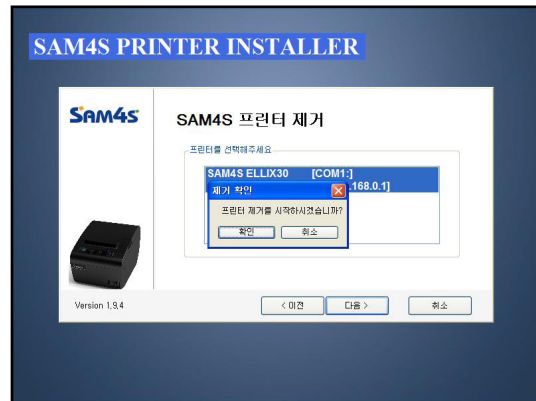 SAM4S PRINTER INSTALLER
SAM4S
SAM4S 프린터 제거
프린터를 선택해주세요
SAM4S ELLIX30 [COM1:]
.168.0.1]
제거 확인
프린터 제거를 시작하시겠습니까?
확인 취소
Version 1.9.4
< 이전 다음 > 취소